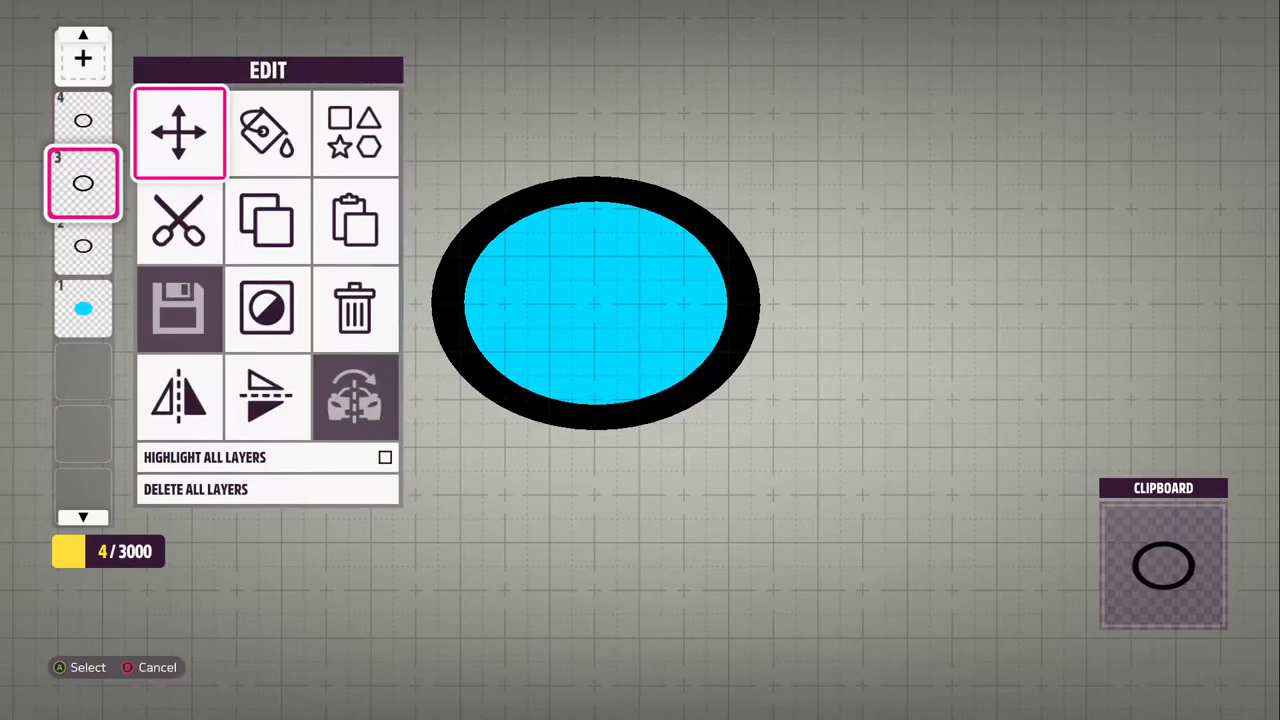 EDIT
4
3
2
1
HIGHLIGHT ALL LAYERS
DELETE ALL LAYERS
4 / 3000
CLIPBOARD
A Select B Cancel